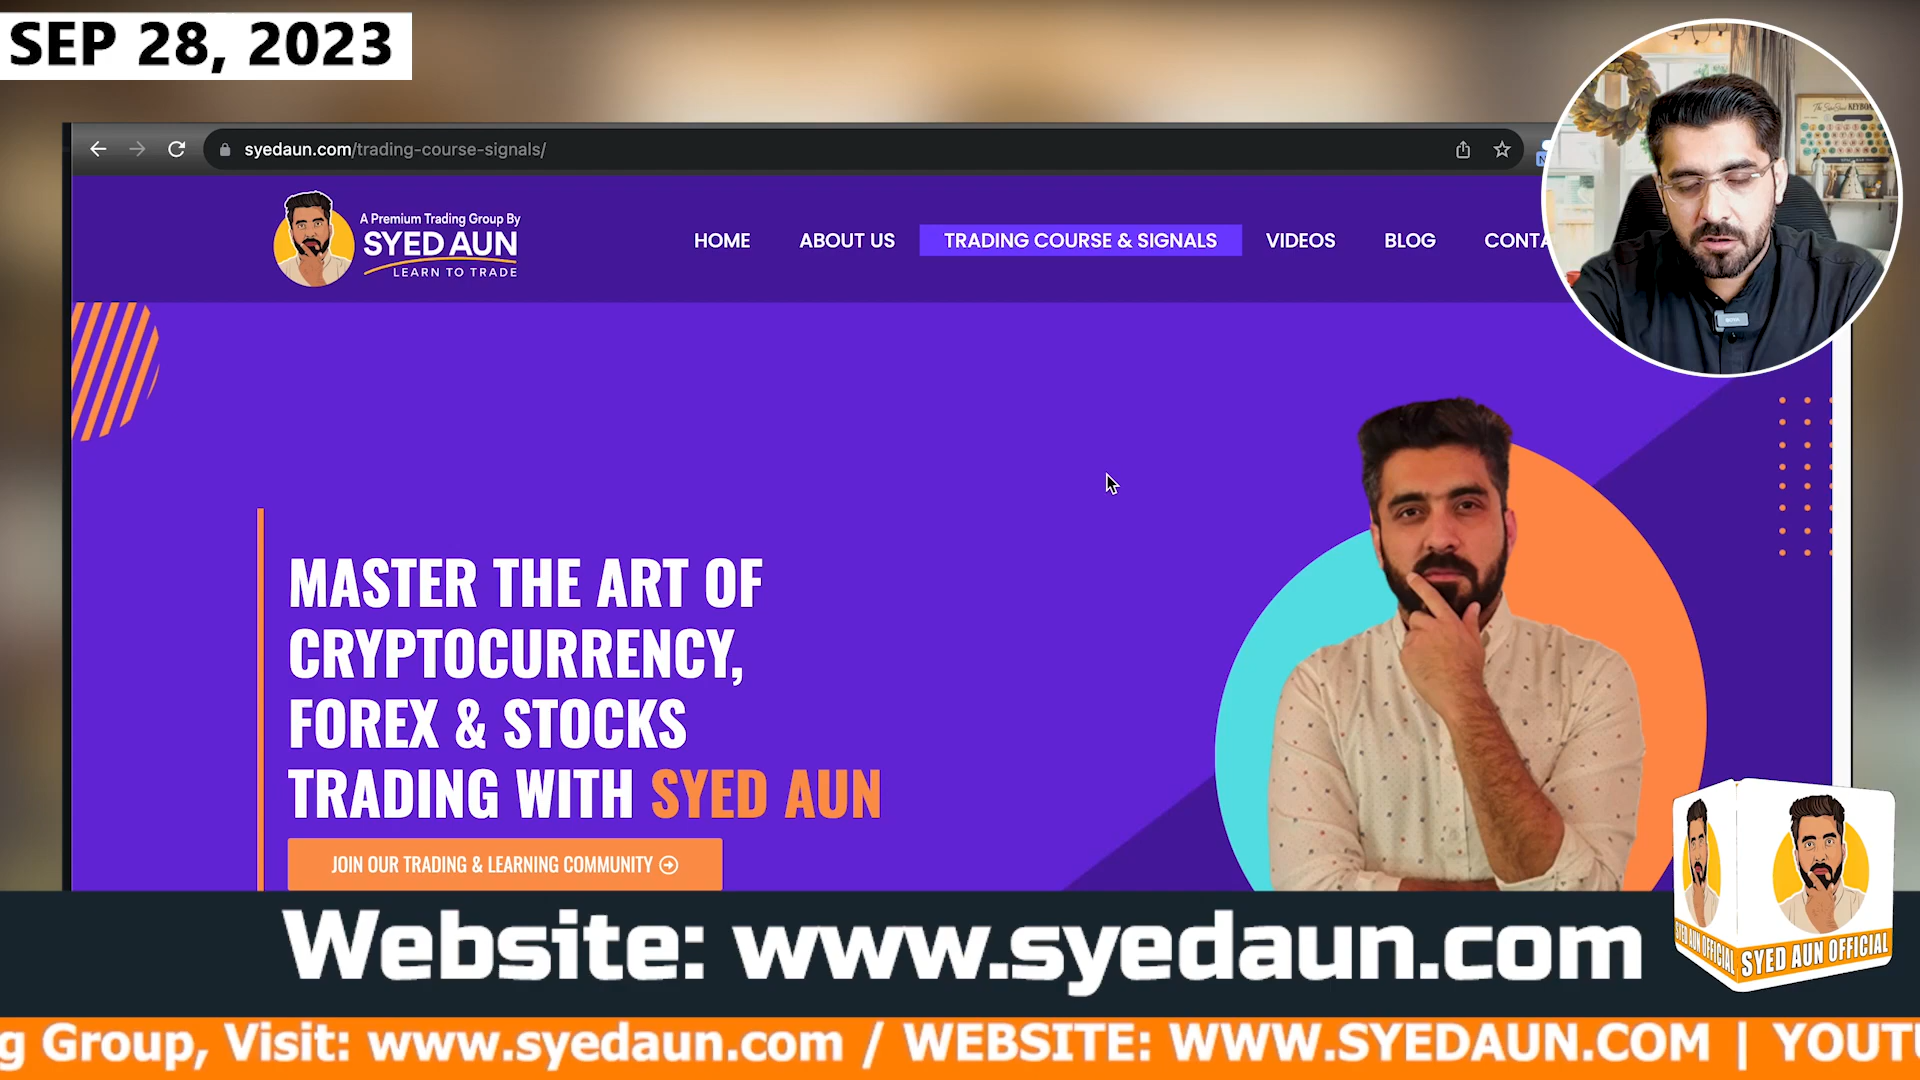 SEP 28, 2023
syedaun.com/trading-course-signals/
A Premium Trading Group By
SYED AUN
LEARN TO TRADE
HOME
ABOUT US
TRADING COURSE & SIGNALS
VIDEOS
BLOG
CONTA
MASTER THE ART OF
CRYPTOCURRENCY,
FOREX & STOCKS
TRADING WITH SYED AUN
JOIN OUR TRADING & LEARNING COMMUNITY
Website: www.syedaun.com
SYED AUN OFFICIAL
SYED AUN OFFICIAL
g Group, Visit: www.syedaun.com / WEBSITE: WWW.SYEDAUN.COM | YOUTU